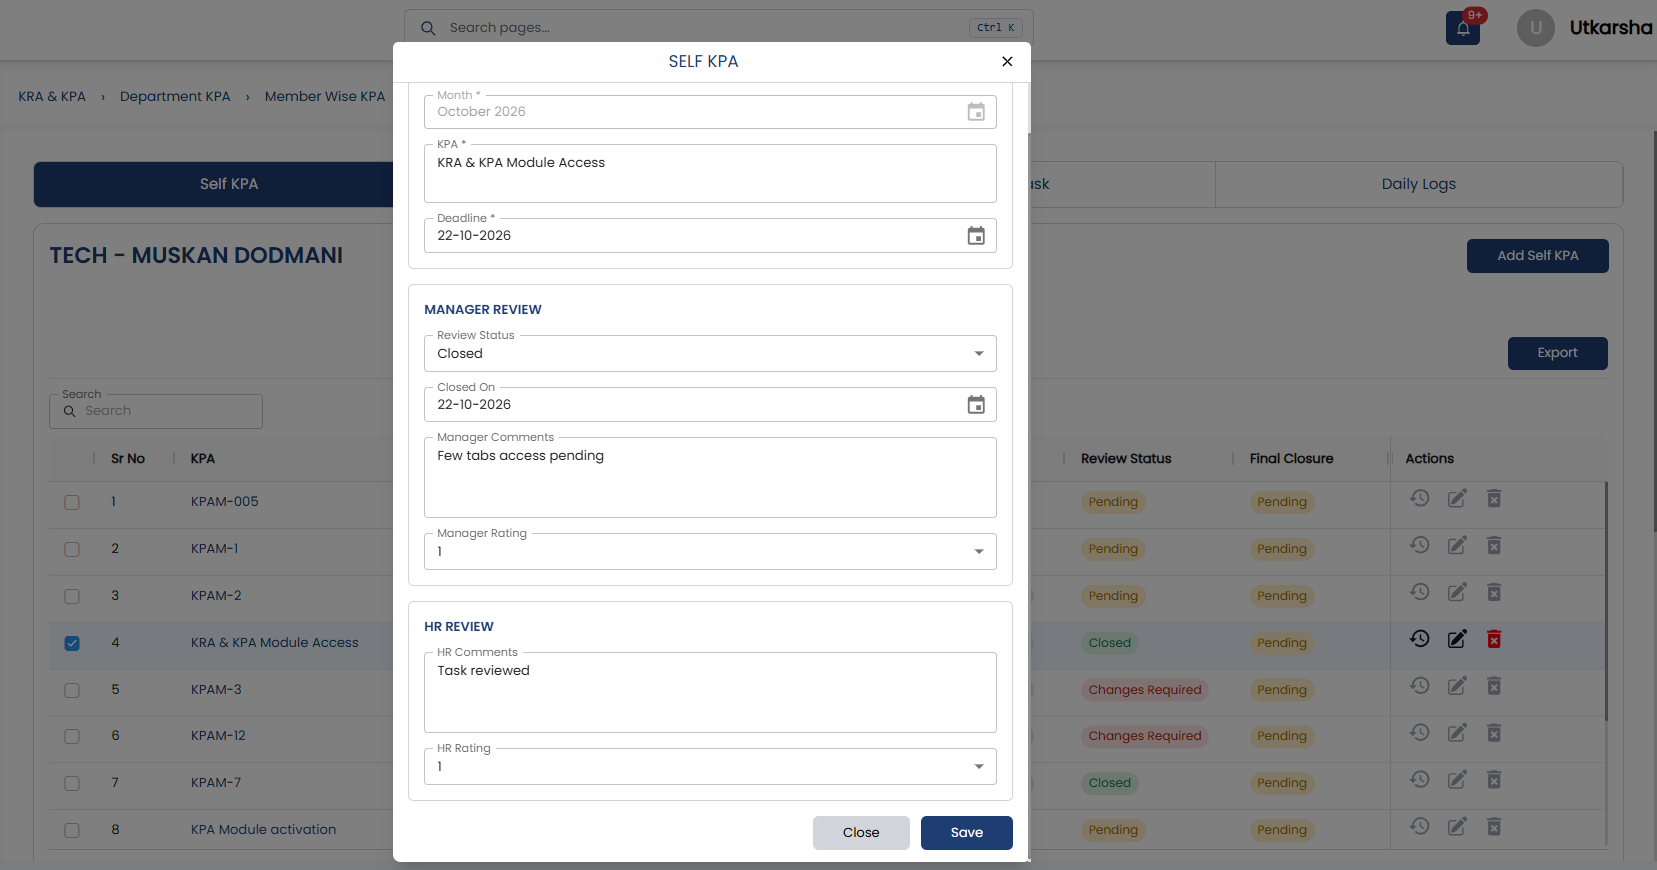 Search pages...
Ctrl K
9+
U
Utkarsha
KRA & KPA › Department KPA › Member Wise KPA
Self KPA
Daily Logs
TECH - MUSKAN DODMANI
Add Self KPA
Export
Search
Search
Sr No KPA Review Status Final Closure Actions
1 KPAM-005 Pending Pending
2 KPAM-1 Pending Pending
3 KPAM-2 Pending Pending
4 KRA & KPA Module Access Closed Pending
5 KPAM-3 Changes Required Pending
6 KPAM-12 Changes Required Pending
7 KPAM-7 Closed Pending
8 KPA Module activation Pending Pending
SELF KPA
Month *
October 2026
KPA *
KRA & KPA Module Access
Deadline *
22-10-2026
MANAGER REVIEW
Review Status
Closed
Closed On
22-10-2026
Manager Comments
Few tabs access pending
Manager Rating
1
HR REVIEW
HR Comments
Task reviewed
HR Rating
1
Close
Save